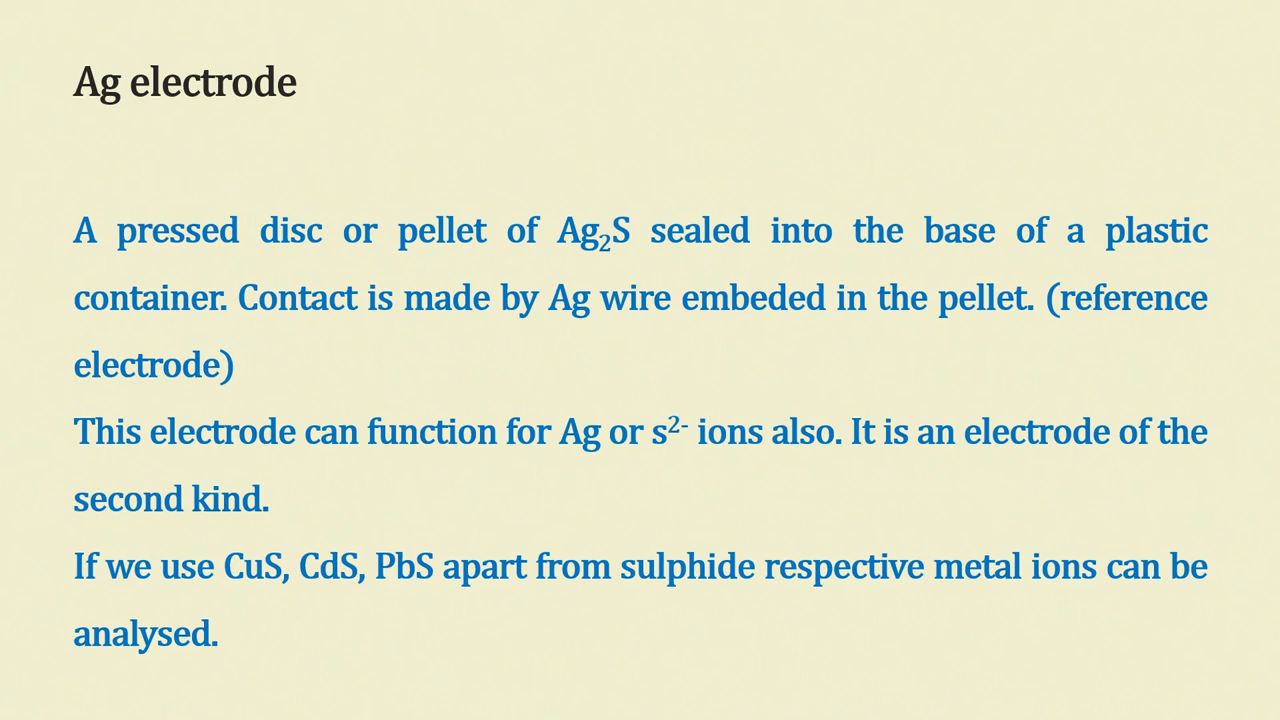 Ag electrode
A pressed disc or pellet of Ag₂S sealed into the base of a plastic
container. Contact is made by Ag wire embeded in the pellet. (reference
electrode)
This electrode can function for Ag or s²⁻ ions also. It is an electrode of the
second kind.
If we use CuS, CdS, PbS apart from sulphide respective metal ions can be
analysed.